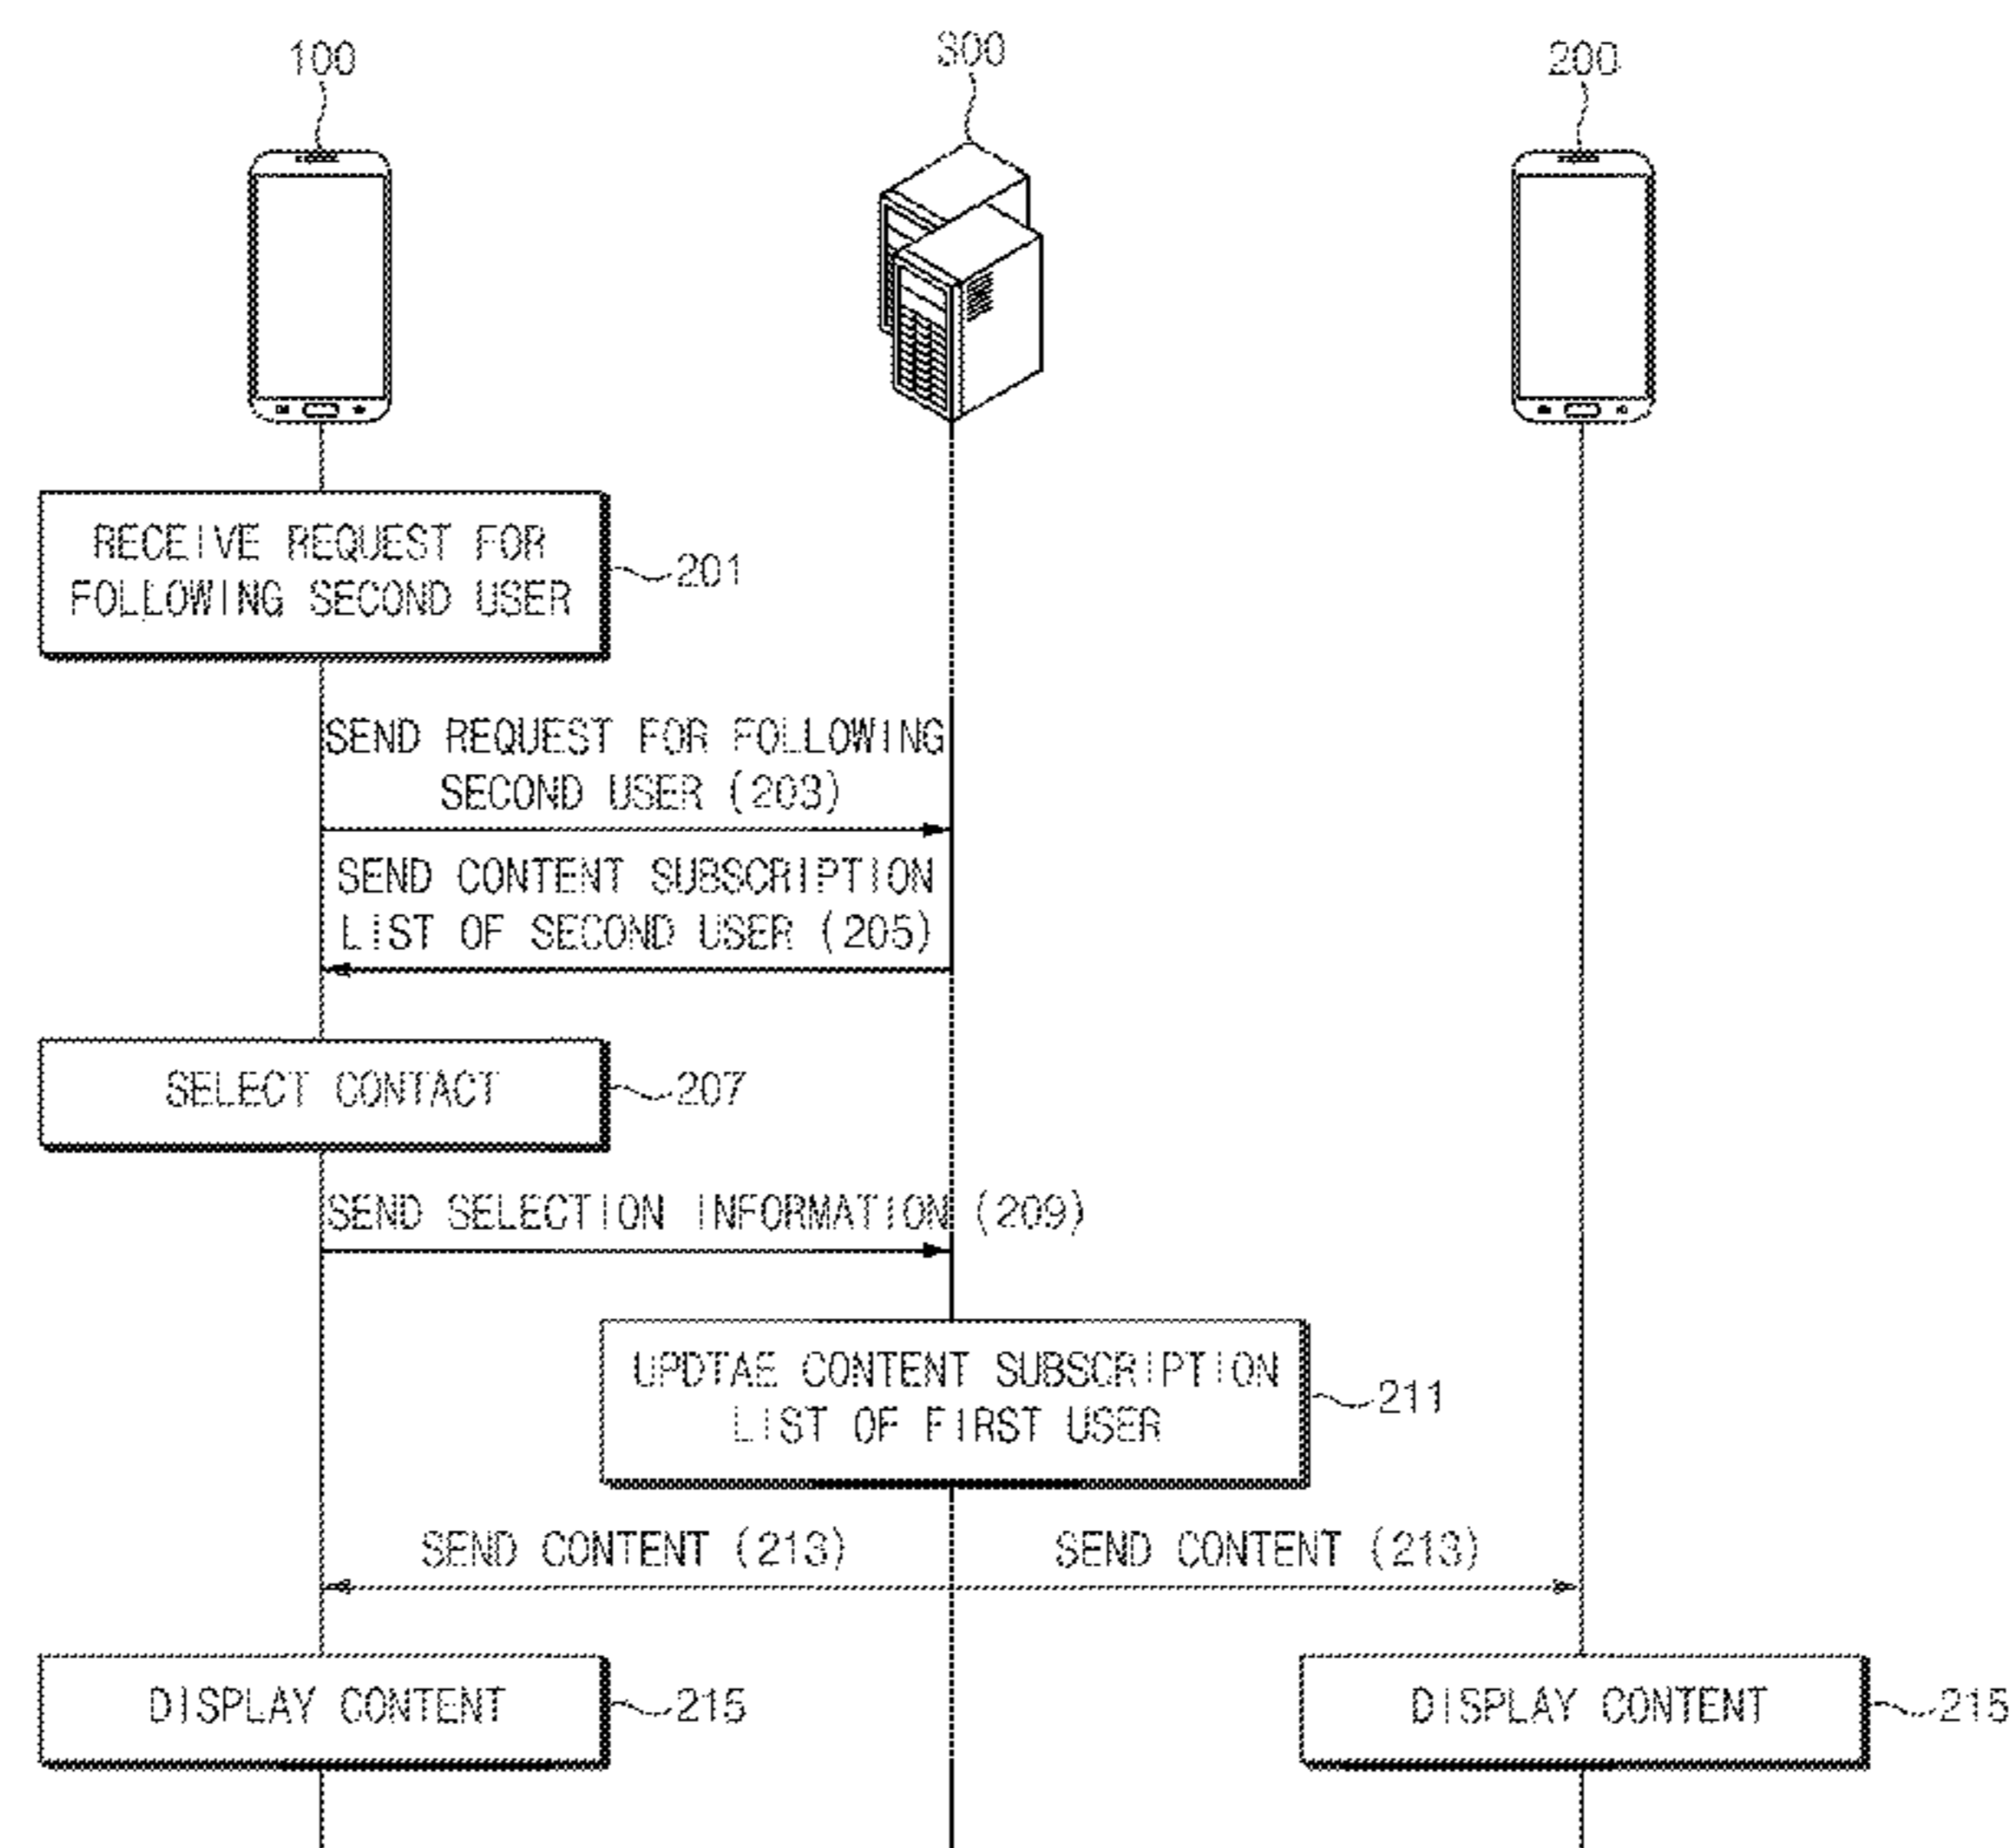 100
300
200
RECEIVE REQUEST FOR
FOLLOWING SECOND USER
201
SEND REQUEST FOR FOLLOWING
SECOND USER (203)
SEND CONTENT SUBSCRIPTION
LIST OF SECOND USER (205)
SELECT CONTACT
207
SEND SELECTION INFORMATION (209)
UPDTAE CONTENT SUBSCRIPTION
LIST OF FIRST USER
211
SEND CONTENT (213)
SEND CONTENT (213)
DISPLAY CONTENT
215
DISPLAY CONTENT
215